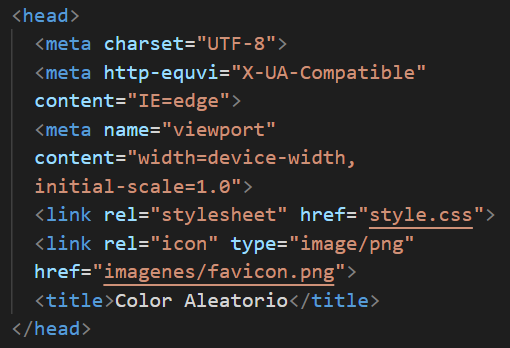 <head>
<meta charset="UTF-8">
<meta http-equvi="X-UA-Compatible"
content="IE=edge">
<meta name="viewport"
content="width=device-width,
initial-scale=1.0">
<link rel="stylesheet" href="style.css">
<link rel="icon" type="image/png"
href="imagenes/favicon.png">
<title>Color Aleatorio</title>
</head>